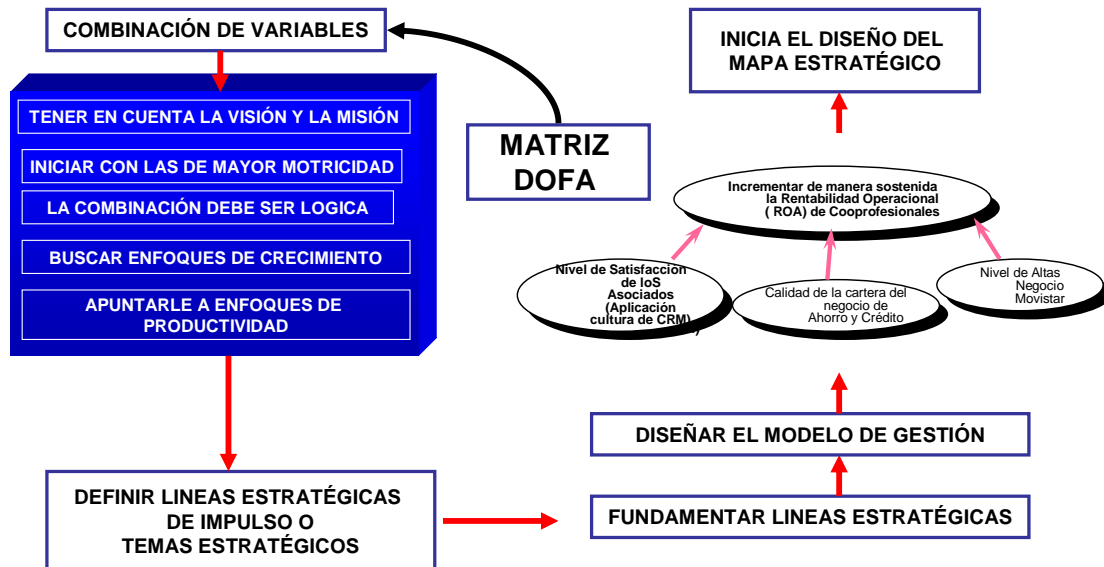 COMBINACIÓN DE VARIABLES
TENER EN CUENTA LA VISIÓN Y LA MISIÓN
INICIAR CON LAS DE MAYOR MOTRICIDAD
LA COMBINACIÓN DEBE SER LOGICA
BUSCAR ENFOQUES DE CRECIMIENTO
APUNTARLE A ENFOQUES DE
PRODUCTIVIDAD
DEFINIR LINEAS ESTRATÉGICAS
DE IMPULSO O
TEMAS ESTRATÉGICOS
MATRIZ
DOFA
INICIA EL DISEÑO DEL
MAPA ESTRATÉGICO
Incrementar de manera sostenida
la Rentabilidad Operacional
( ROA) de Cooprofesionales
Nivel de Satisfacción
de loS
Asociados
(Aplicación
cultura de CRM)
)
Calidad de la cartera del
negocio de
Ahorro y Crédito
Nivel de Altas
Negocio
Movistar
DISEÑAR EL MODELO DE GESTIÓN
FUNDAMENTAR LINEAS ESTRATÉGICAS